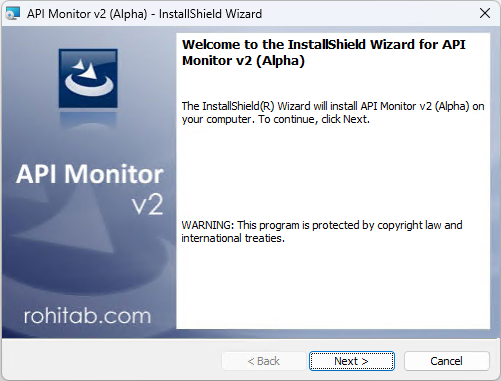 API Monitor v2 (Alpha) - InstallShield Wizard
Welcome to the InstallShield Wizard for API
Monitor v2 (Alpha)
The InstallShield(R) Wizard will install API Monitor v2 (Alpha) on
your computer. To continue, click Next.
API Monitor
v2
WARNING: This program is protected by copyright law and
international treaties.
rohitab.com
< Back
Next >
Cancel